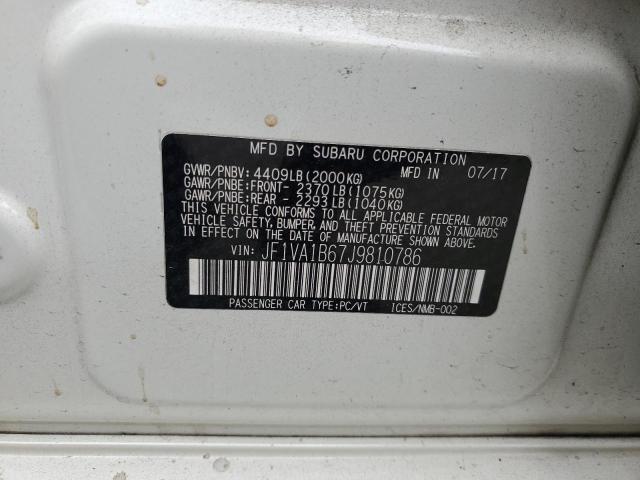 MFD BY SUBARU CORPORATION MFD IN 07/17
GVWR/PNBV: 4409LB(2000KG)
GAWR/PNBE:FRONT- 2370LB(1075KG)
GAWR/PNBE:REAR - 2293LB(1040KG)
THIS VEHICLE CONFORMS TO ALL APPLICABLE FEDERAL MOTOR
VEHICLE SAFETY, BUMPER, AND THEFT PREVENTION STANDARDS
IN EFFECT ON THE DATE OF MANUFACTURE SHOWN ABOVE.
VIN: JF1VA1B67J9810786
PASSENGER CAR TYPE:PC/VT ICES/NMB-002